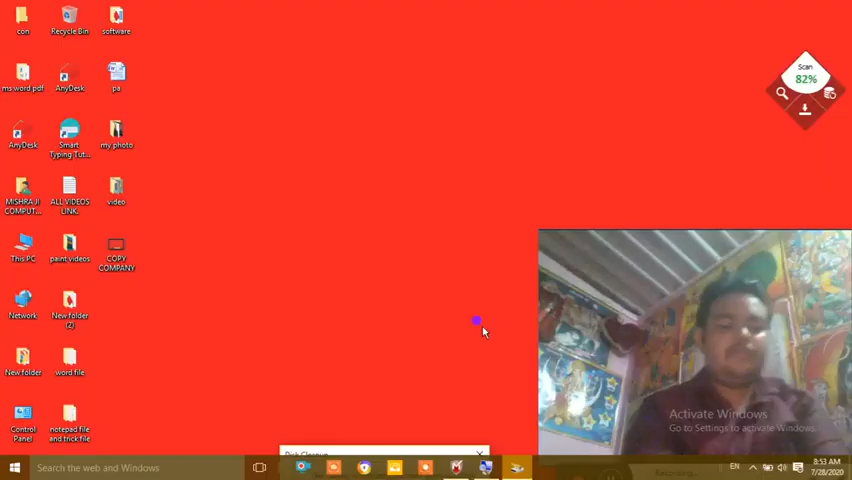 con
Recycle Bin
software
Scan
82%
ms word pdf
AnyDesk
pa
AnyDesk
Smart
Typing Tut...
my photo
MISHRA JI
COMPUT...
ALL VIDEOS
LINK.
video
This PC
paint videos
COPY
COMPANY
Network
New folder
(2)
New folder
word file
Control
Panel
notepad file
and trick file
Activate Windows
Go to Settings to activate Windows.
Disk Cleanup
Search the web and Windows
Recording...
EN
8:53 AM
7/28/2020